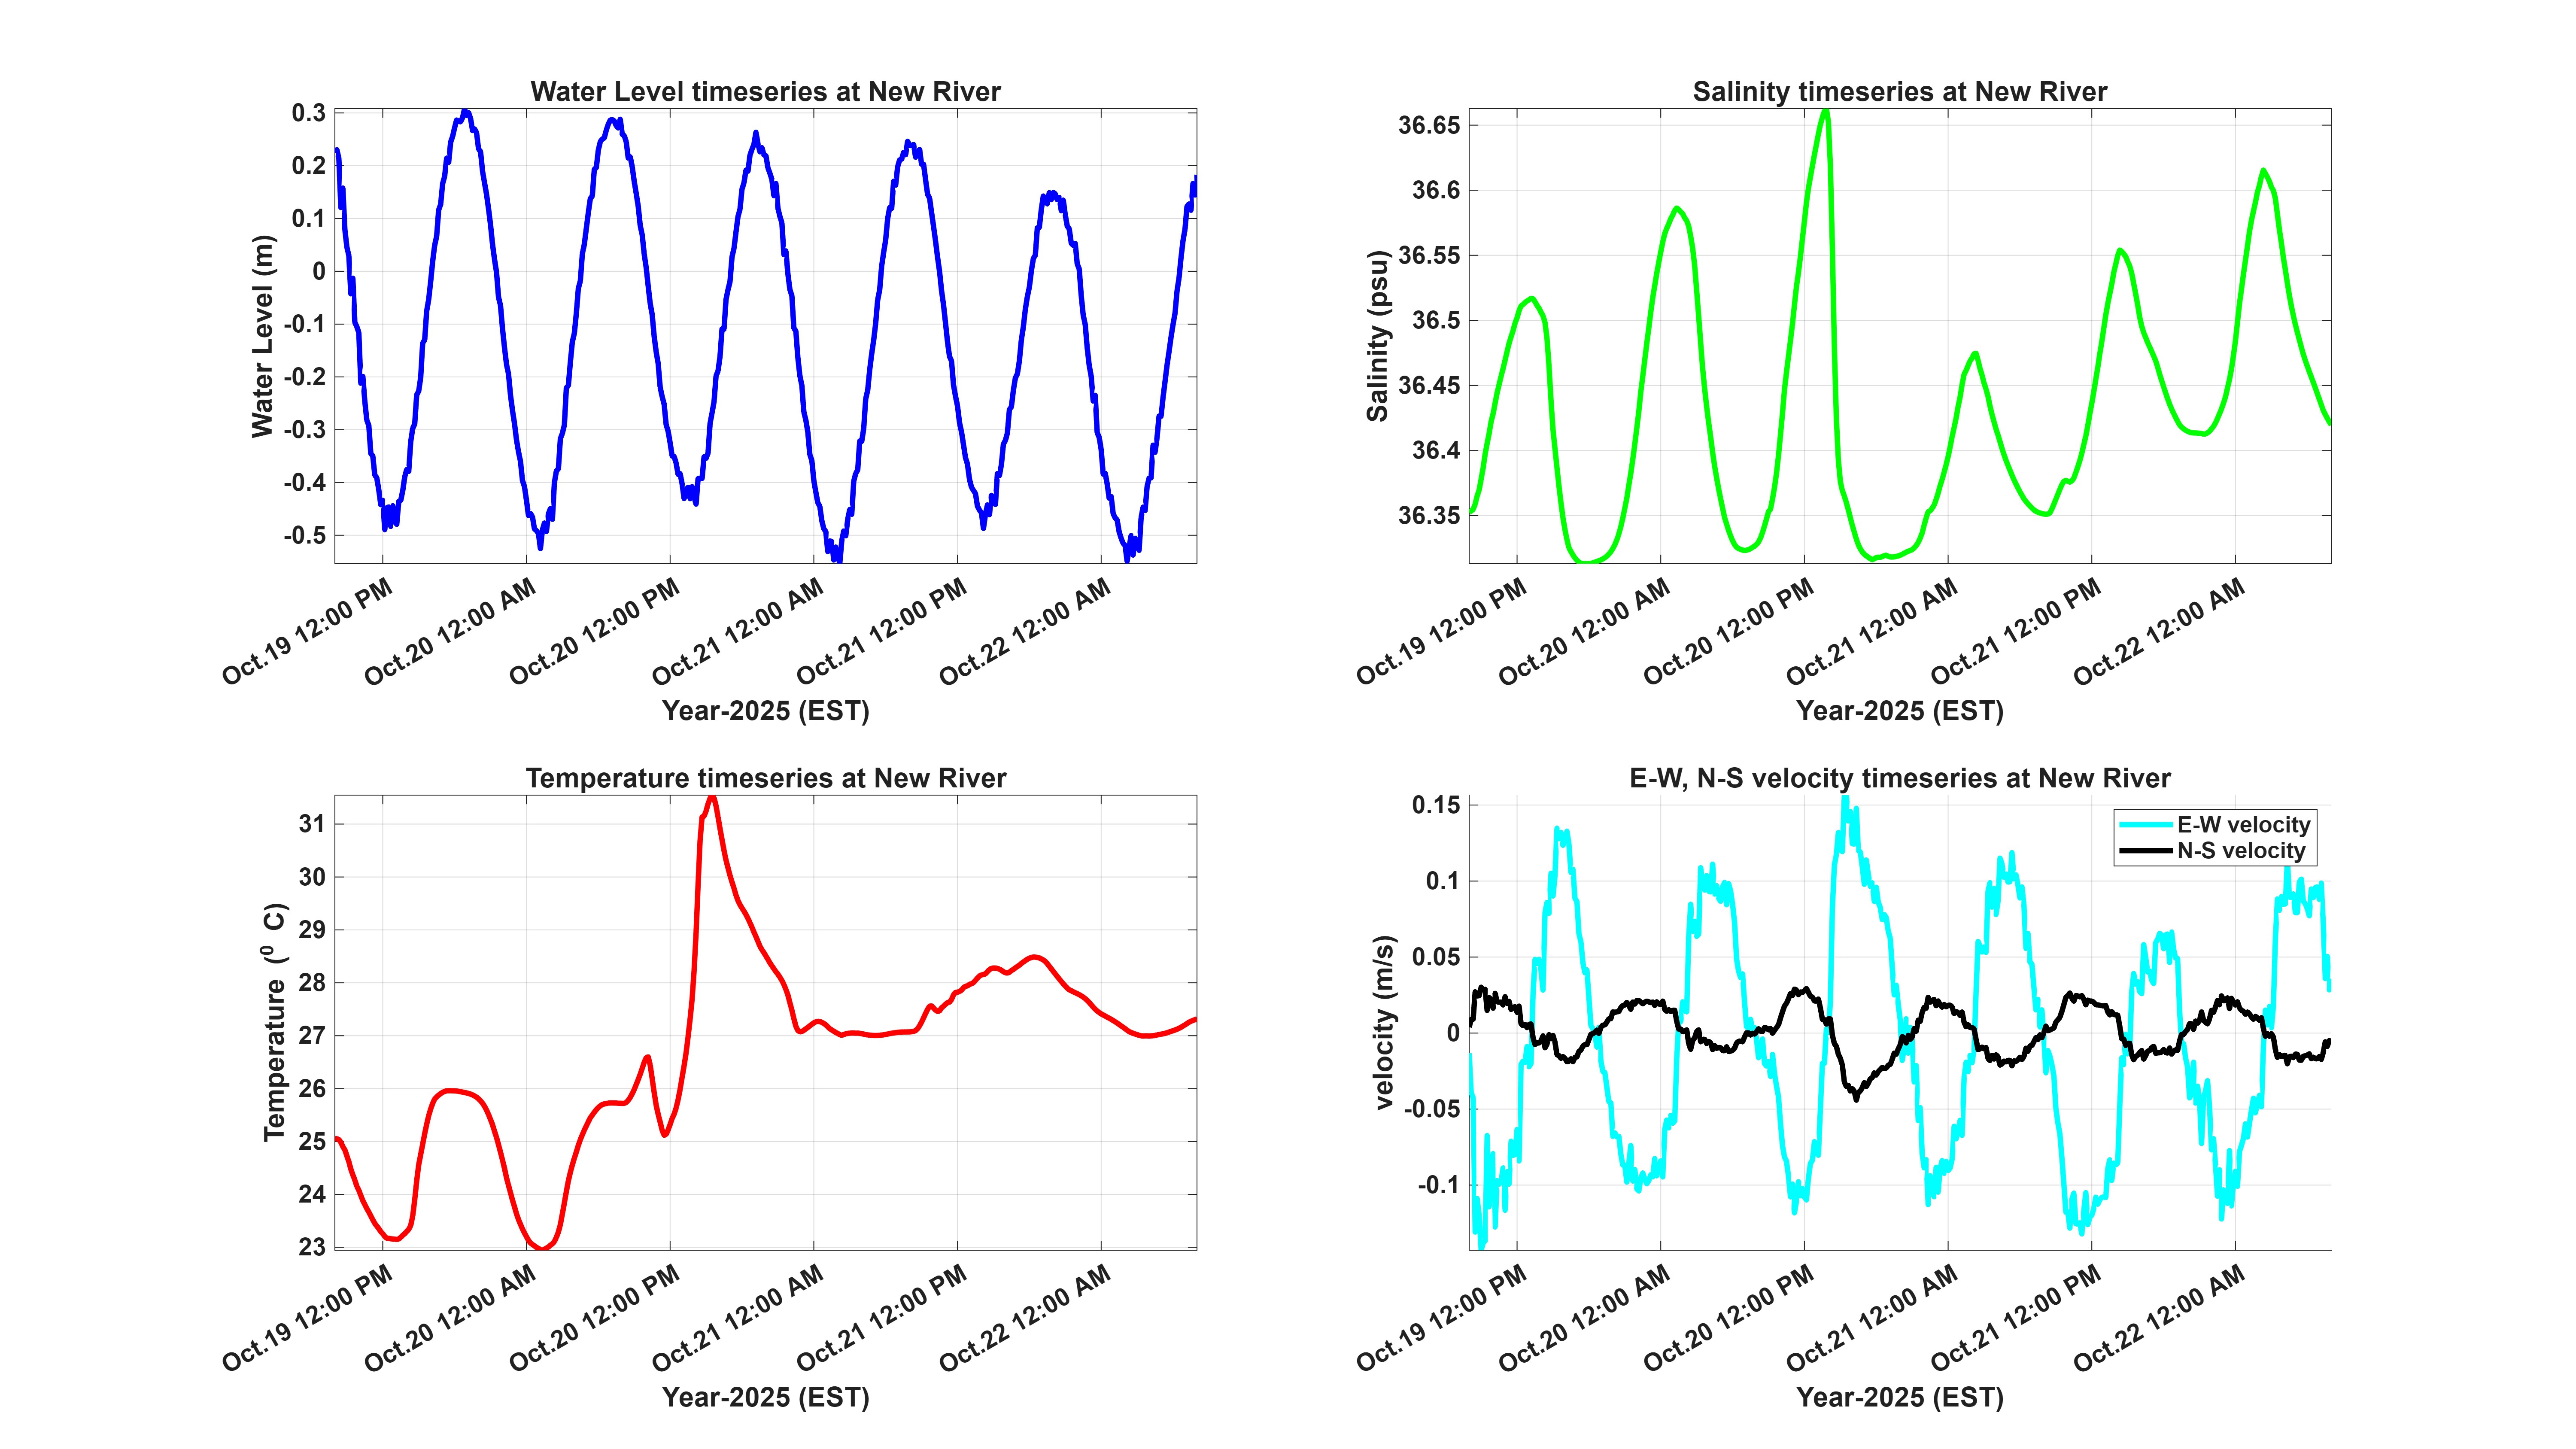 Water Level timeseries at New River
Water Level (m)
0.3
0.2
0.1
0
-0.1
-0.2
-0.3
-0.4
-0.5
Oct.19 12:00 PM
Oct.20 12:00 AM
Oct.20 12:00 PM
Oct.21 12:00 AM
Oct.21 12:00 PM
Oct.22 12:00 AM
Year-2025 (EST)
Salinity timeseries at New River
Salinity (psu)
36.65
36.6
36.55
36.5
36.45
36.4
36.35
Oct.19 12:00 PM
Oct.20 12:00 AM
Oct.20 12:00 PM
Oct.21 12:00 AM
Oct.21 12:00 PM
Oct.22 12:00 AM
Year-2025 (EST)
Temperature timeseries at New River
Temperature (⁰ C)
31
30
29
28
27
26
25
24
23
Oct.19 12:00 PM
Oct.20 12:00 AM
Oct.20 12:00 PM
Oct.21 12:00 AM
Oct.21 12:00 PM
Oct.22 12:00 AM
Year-2025 (EST)
E-W, N-S velocity timeseries at New River
velocity (m/s)
0.15
0.1
0.05
0
-0.05
-0.1
E-W velocity
N-S velocity
Oct.19 12:00 PM
Oct.20 12:00 AM
Oct.20 12:00 PM
Oct.21 12:00 AM
Oct.21 12:00 PM
Oct.22 12:00 AM
Year-2025 (EST)